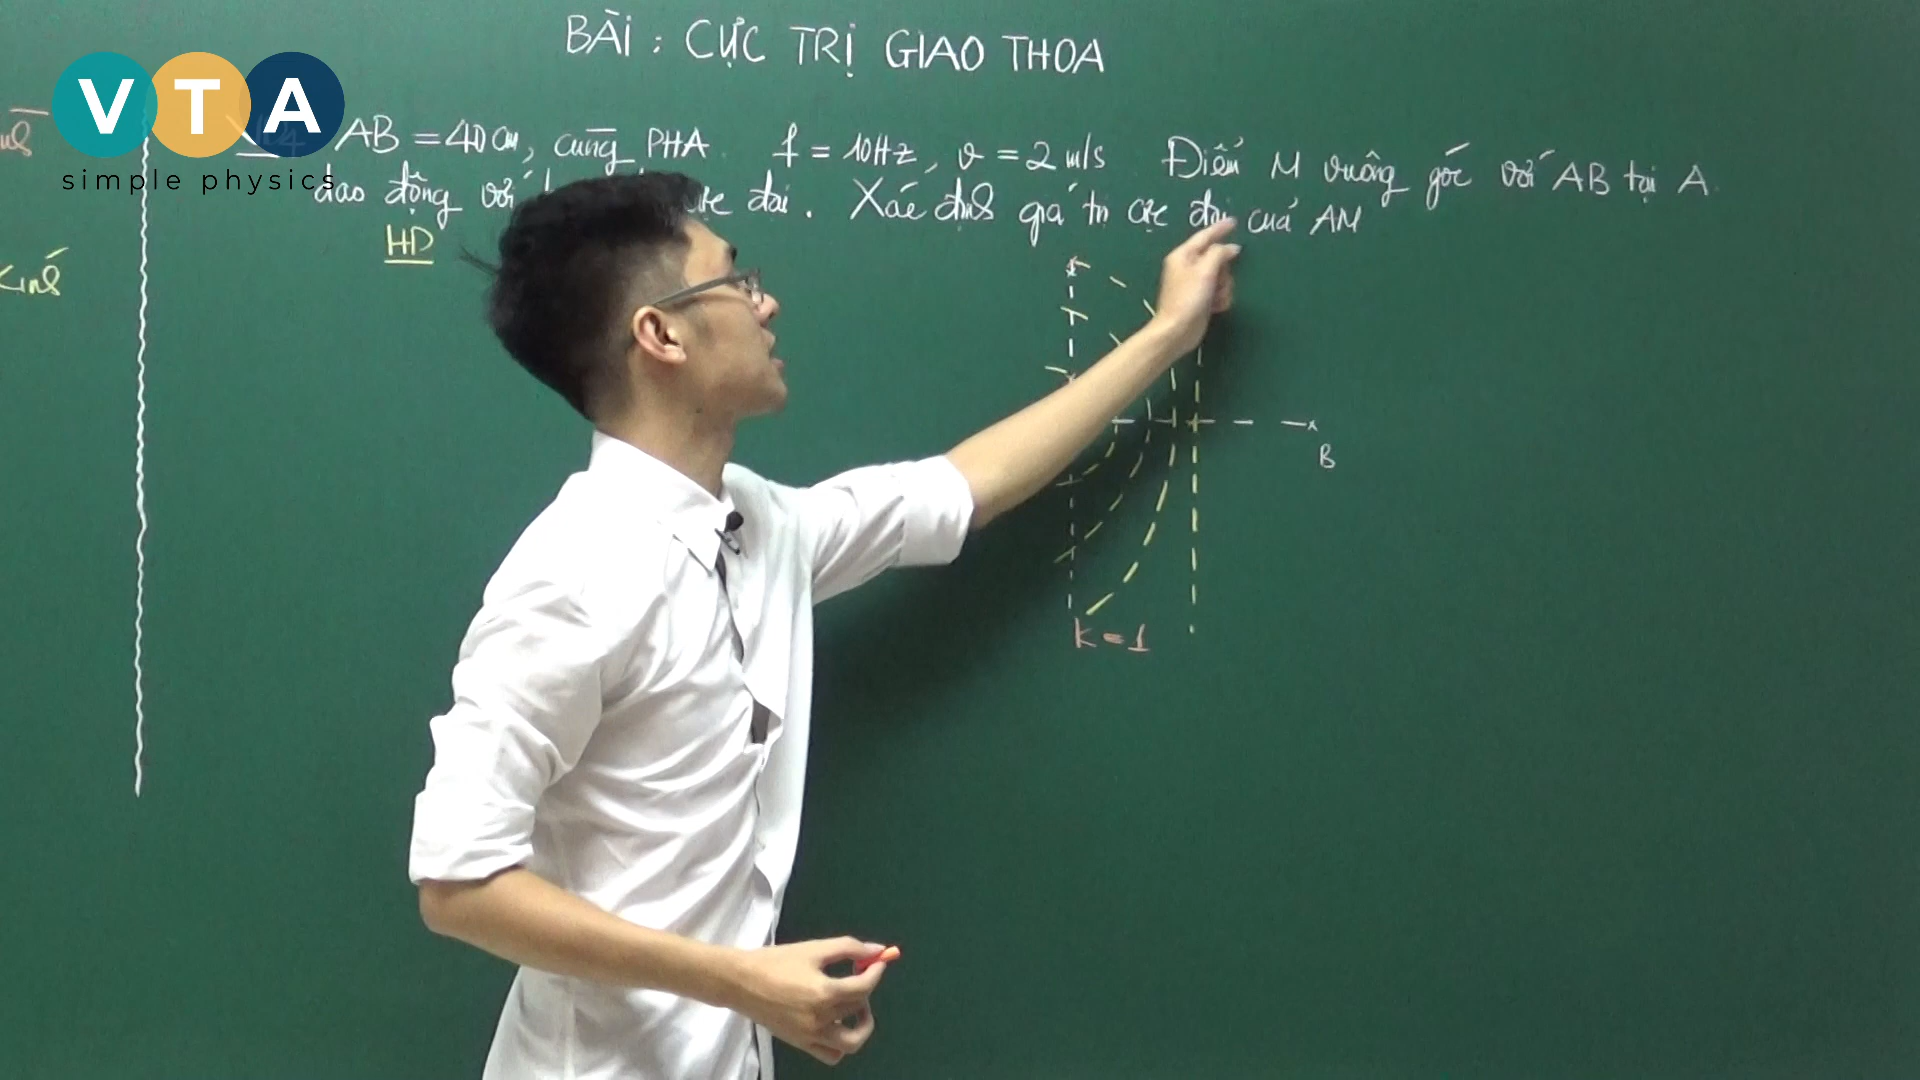 BÀI : CỰC TRỊ GIAO THOA
VTA
simple physics
AB = 40 cm, cùng PHA f = 10Hz, v = 2 m/s Điểm M vuông góc với AB tại A
dao động với đại . Xác định giá trị cực đại của AM
HD
B
K = 1